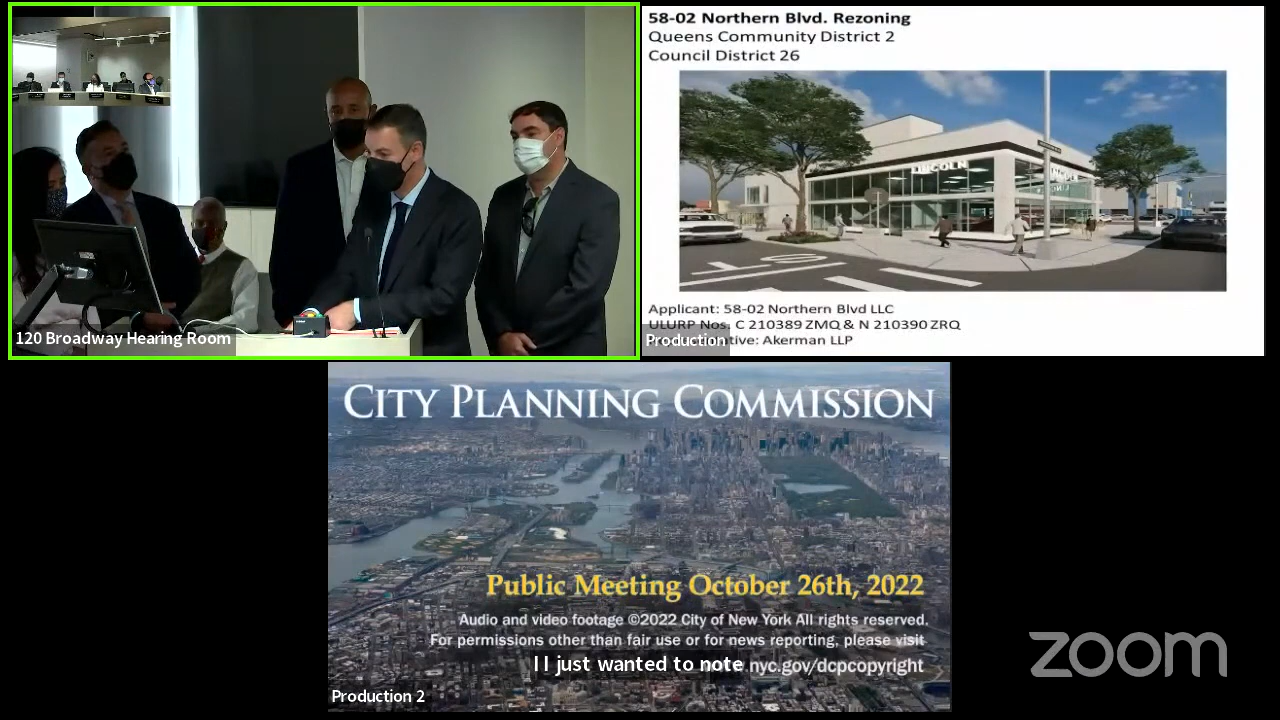 120 Broadway Hearing Room
58-02 Northern Blvd. Rezoning
Queens Community District 2
Council District 26
LINCOLN
Applicant: 58-02 Northern Blvd LLC
ULURP Nos. C 210389 ZMQ & N 210390 ZRQ
Akerman LLP
Production
CITY PLANNING COMMISSION
Public Meeting October 26th, 2022
Audio and video footage ©2022 City of New York All rights reserved.
For permissions other than fair use or for news reporting, please visit
nyc.gov/dcpcopyright
I I just wanted to note
Production 2
zoom